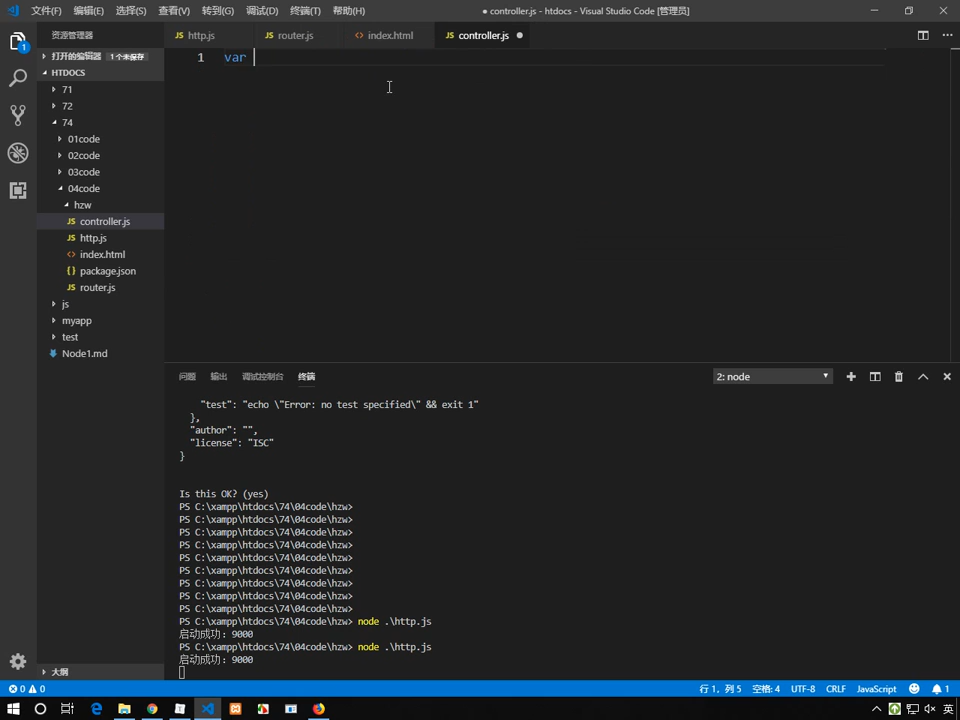 文件(F) 编辑(E) 选择(S) 查看(V) 转到(G) 调试(D) 终端(T) 帮助(H) ● controller.js - htdocs - Visual Studio Code [管理员]
资源管理器 JS http.js JS router.js <> index.html JS controller.js ●
打开的编辑器 1 个未保存
HTDOCS
71
72
74
01code
02code
03code
04code
hzw
JS controller.js
JS http.js
<> index.html
{} package.json
JS router.js
js
myapp
test
Node1.md
大纲
1 var
问题 输出 调试控制台 终端 2: node
"test": "echo \"Error: no test specified\" && exit 1"
},
"author": "",
"license": "ISC"
}
Is this OK? (yes)
PS C:\xampp\htdocs\74\04code\hzw>
PS C:\xampp\htdocs\74\04code\hzw>
PS C:\xampp\htdocs\74\04code\hzw>
PS C:\xampp\htdocs\74\04code\hzw>
PS C:\xampp\htdocs\74\04code\hzw>
PS C:\xampp\htdocs\74\04code\hzw>
PS C:\xampp\htdocs\74\04code\hzw>
PS C:\xampp\htdocs\74\04code\hzw>
PS C:\xampp\htdocs\74\04code\hzw>
PS C:\xampp\htdocs\74\04code\hzw> node .\http.js
启动成功: 9000
PS C:\xampp\htdocs\74\04code\hzw> node .\http.js
启动成功: 9000
0 0 行 1，列 5 空格: 4 UTF-8 CRLF JavaScript 1
英